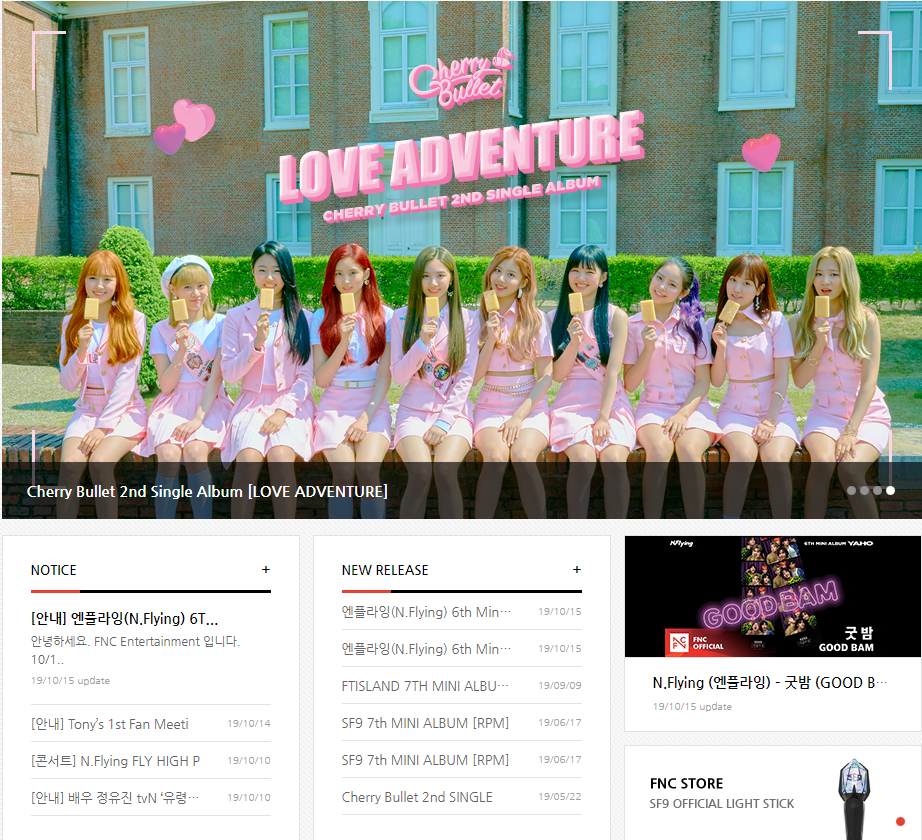 Cherry
Bullet
LOVE ADVENTURE
CHERRY BULLET 2ND SINGLE ALBUM
Cherry Bullet 2nd Single Album [LOVE ADVENTURE]
NOTICE +
[안내] 엔플라잉(N.Flying) 6T...
안녕하세요. FNC Entertainment 입니다.
10/1..
19/10/15 update
[안내] Tony’s 1st Fan Meeti 19/10/14
[콘서트] N.Flying FLY HIGH P 19/10/10
[안내] 배우 정유진 tvN ‘유령··· 19/10/10
NEW RELEASE +
엔플라잉(N.Flying) 6th Min··· 19/10/15
엔플라잉(N.Flying) 6th Min··· 19/10/15
FTISLAND 7TH MINI ALBU··· 19/09/09
SF9 7th MINI ALBUM [RPM] 19/06/17
SF9 7th MINI ALBUM [RPM] 19/06/17
Cherry Bullet 2nd SINGLE 19/05/22
N.Flying 6TH MINI ALBUM YAHO
GOOD BAM
FNC
OFFICIAL
굿밤
GOOD BAM
N.Flying (엔플라잉) - 굿밤 (GOOD B···
19/10/15 update
FNC STORE
SF9 OFFICIAL LIGHT STICK